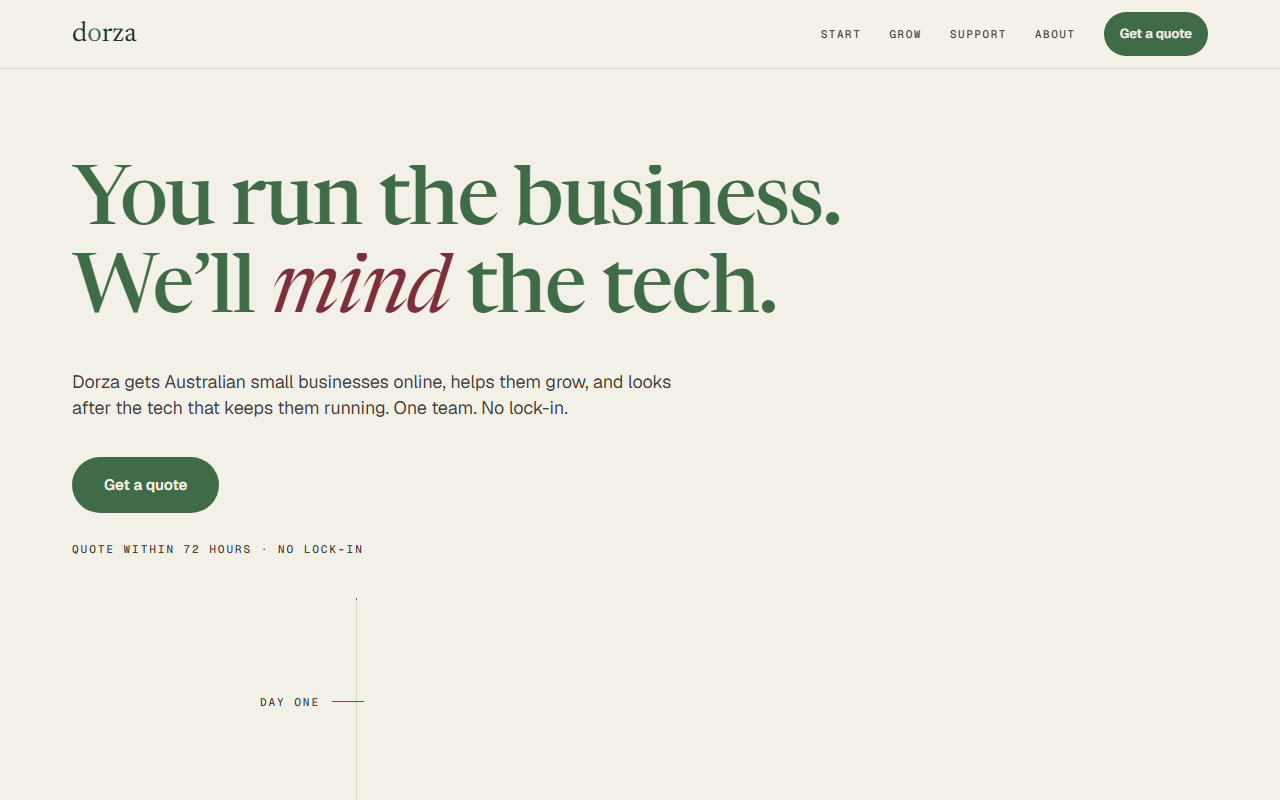 dorza
START
GROW
SUPPORT
ABOUT
Get a quote
You run the business.
We’ll mind the tech.
Dorza gets Australian small businesses online, helps them grow, and looks
after the tech that keeps them running. One team. No lock-in.
Get a quote
QUOTE WITHIN 72 HOURS · NO LOCK-IN
DAY ONE